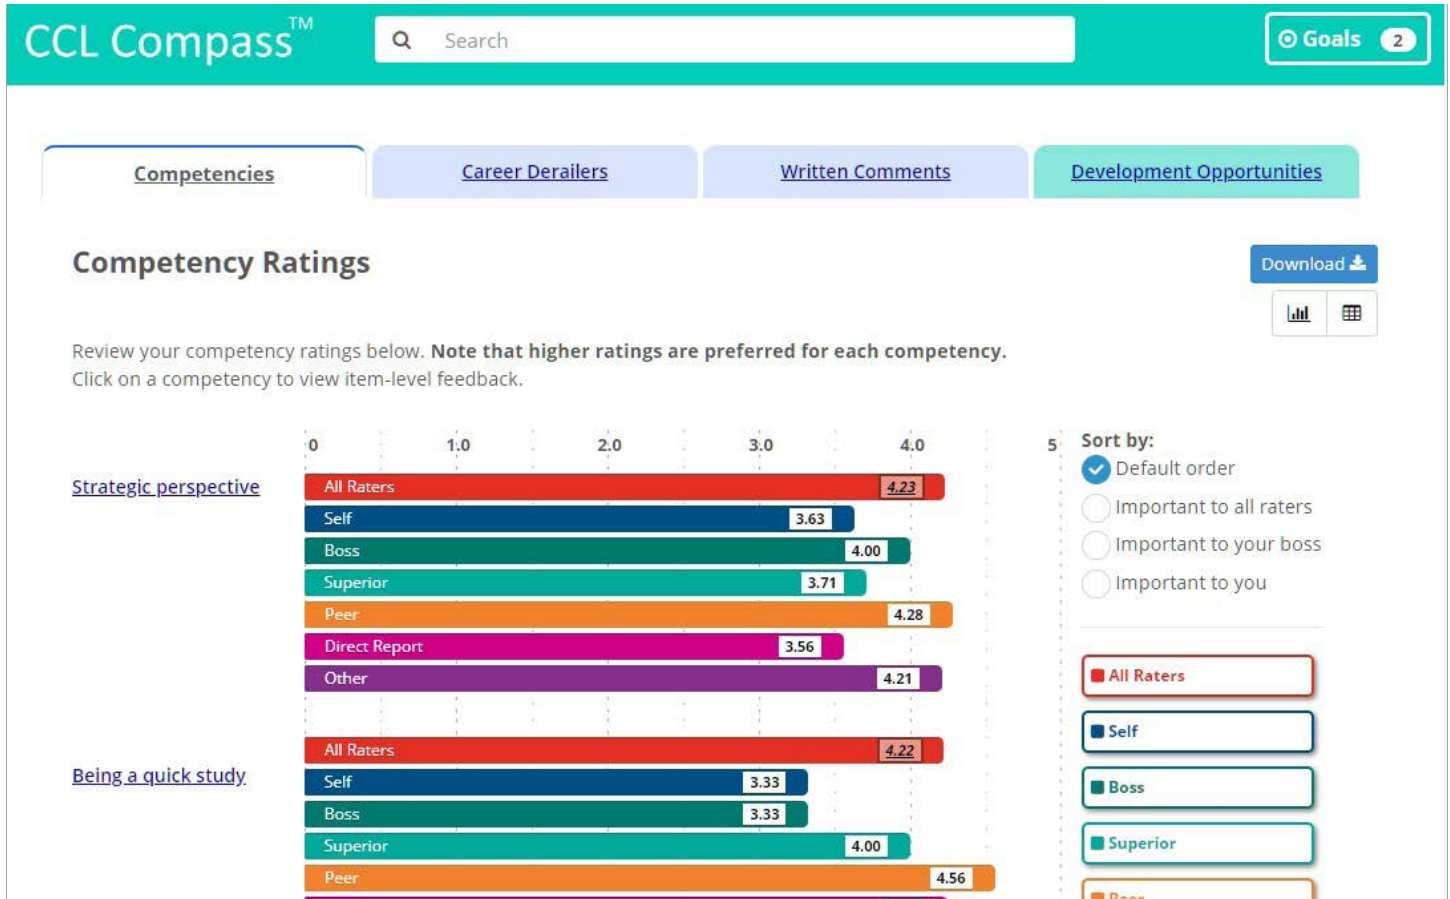 CCL Compass™
Search
Goals 2
Competencies
Career Derailers
Written Comments
Development Opportunities
Competency Ratings
Download
Review your competency ratings below. Note that higher ratings are preferred for each competency.
Click on a competency to view item-level feedback.
0 1.0 2.0 3.0 4.0 5
Strategic perspective
All Raters 4.23
Self 3.63
Boss 4.00
Superior 3.71
Peer 4.28
Direct Report 3.56
Other 4.21
Being a quick study
All Raters 4.22
Self 3.33
Boss 3.33
Superior 4.00
Peer 4.56
Sort by:
Default order
Important to all raters
Important to your boss
Important to you
All Raters
Self
Boss
Superior
Peer